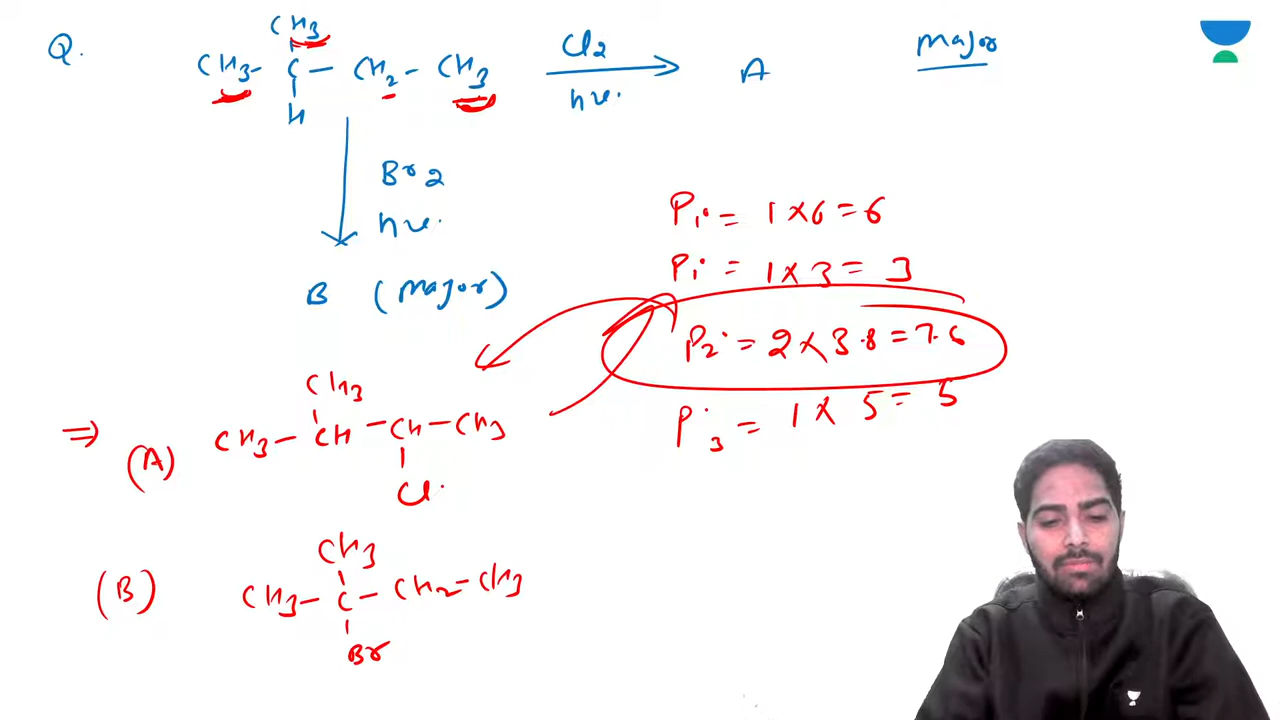 Q.
CH3
CH3 - C - CH2 - CH3
H
Cl2
hν.
A
major
Br2
hν.
B (major)
P1° = 1×6 = 6
P1° = 1×3 = 3
P2° = 2×3.8 = 7.6
P3° = 1×5 = 5
⇒ (A)
CH3
CH3 - CH - CH - CH3
Cl
(B)
CH3
CH3 - C - CH2 - CH3
Br